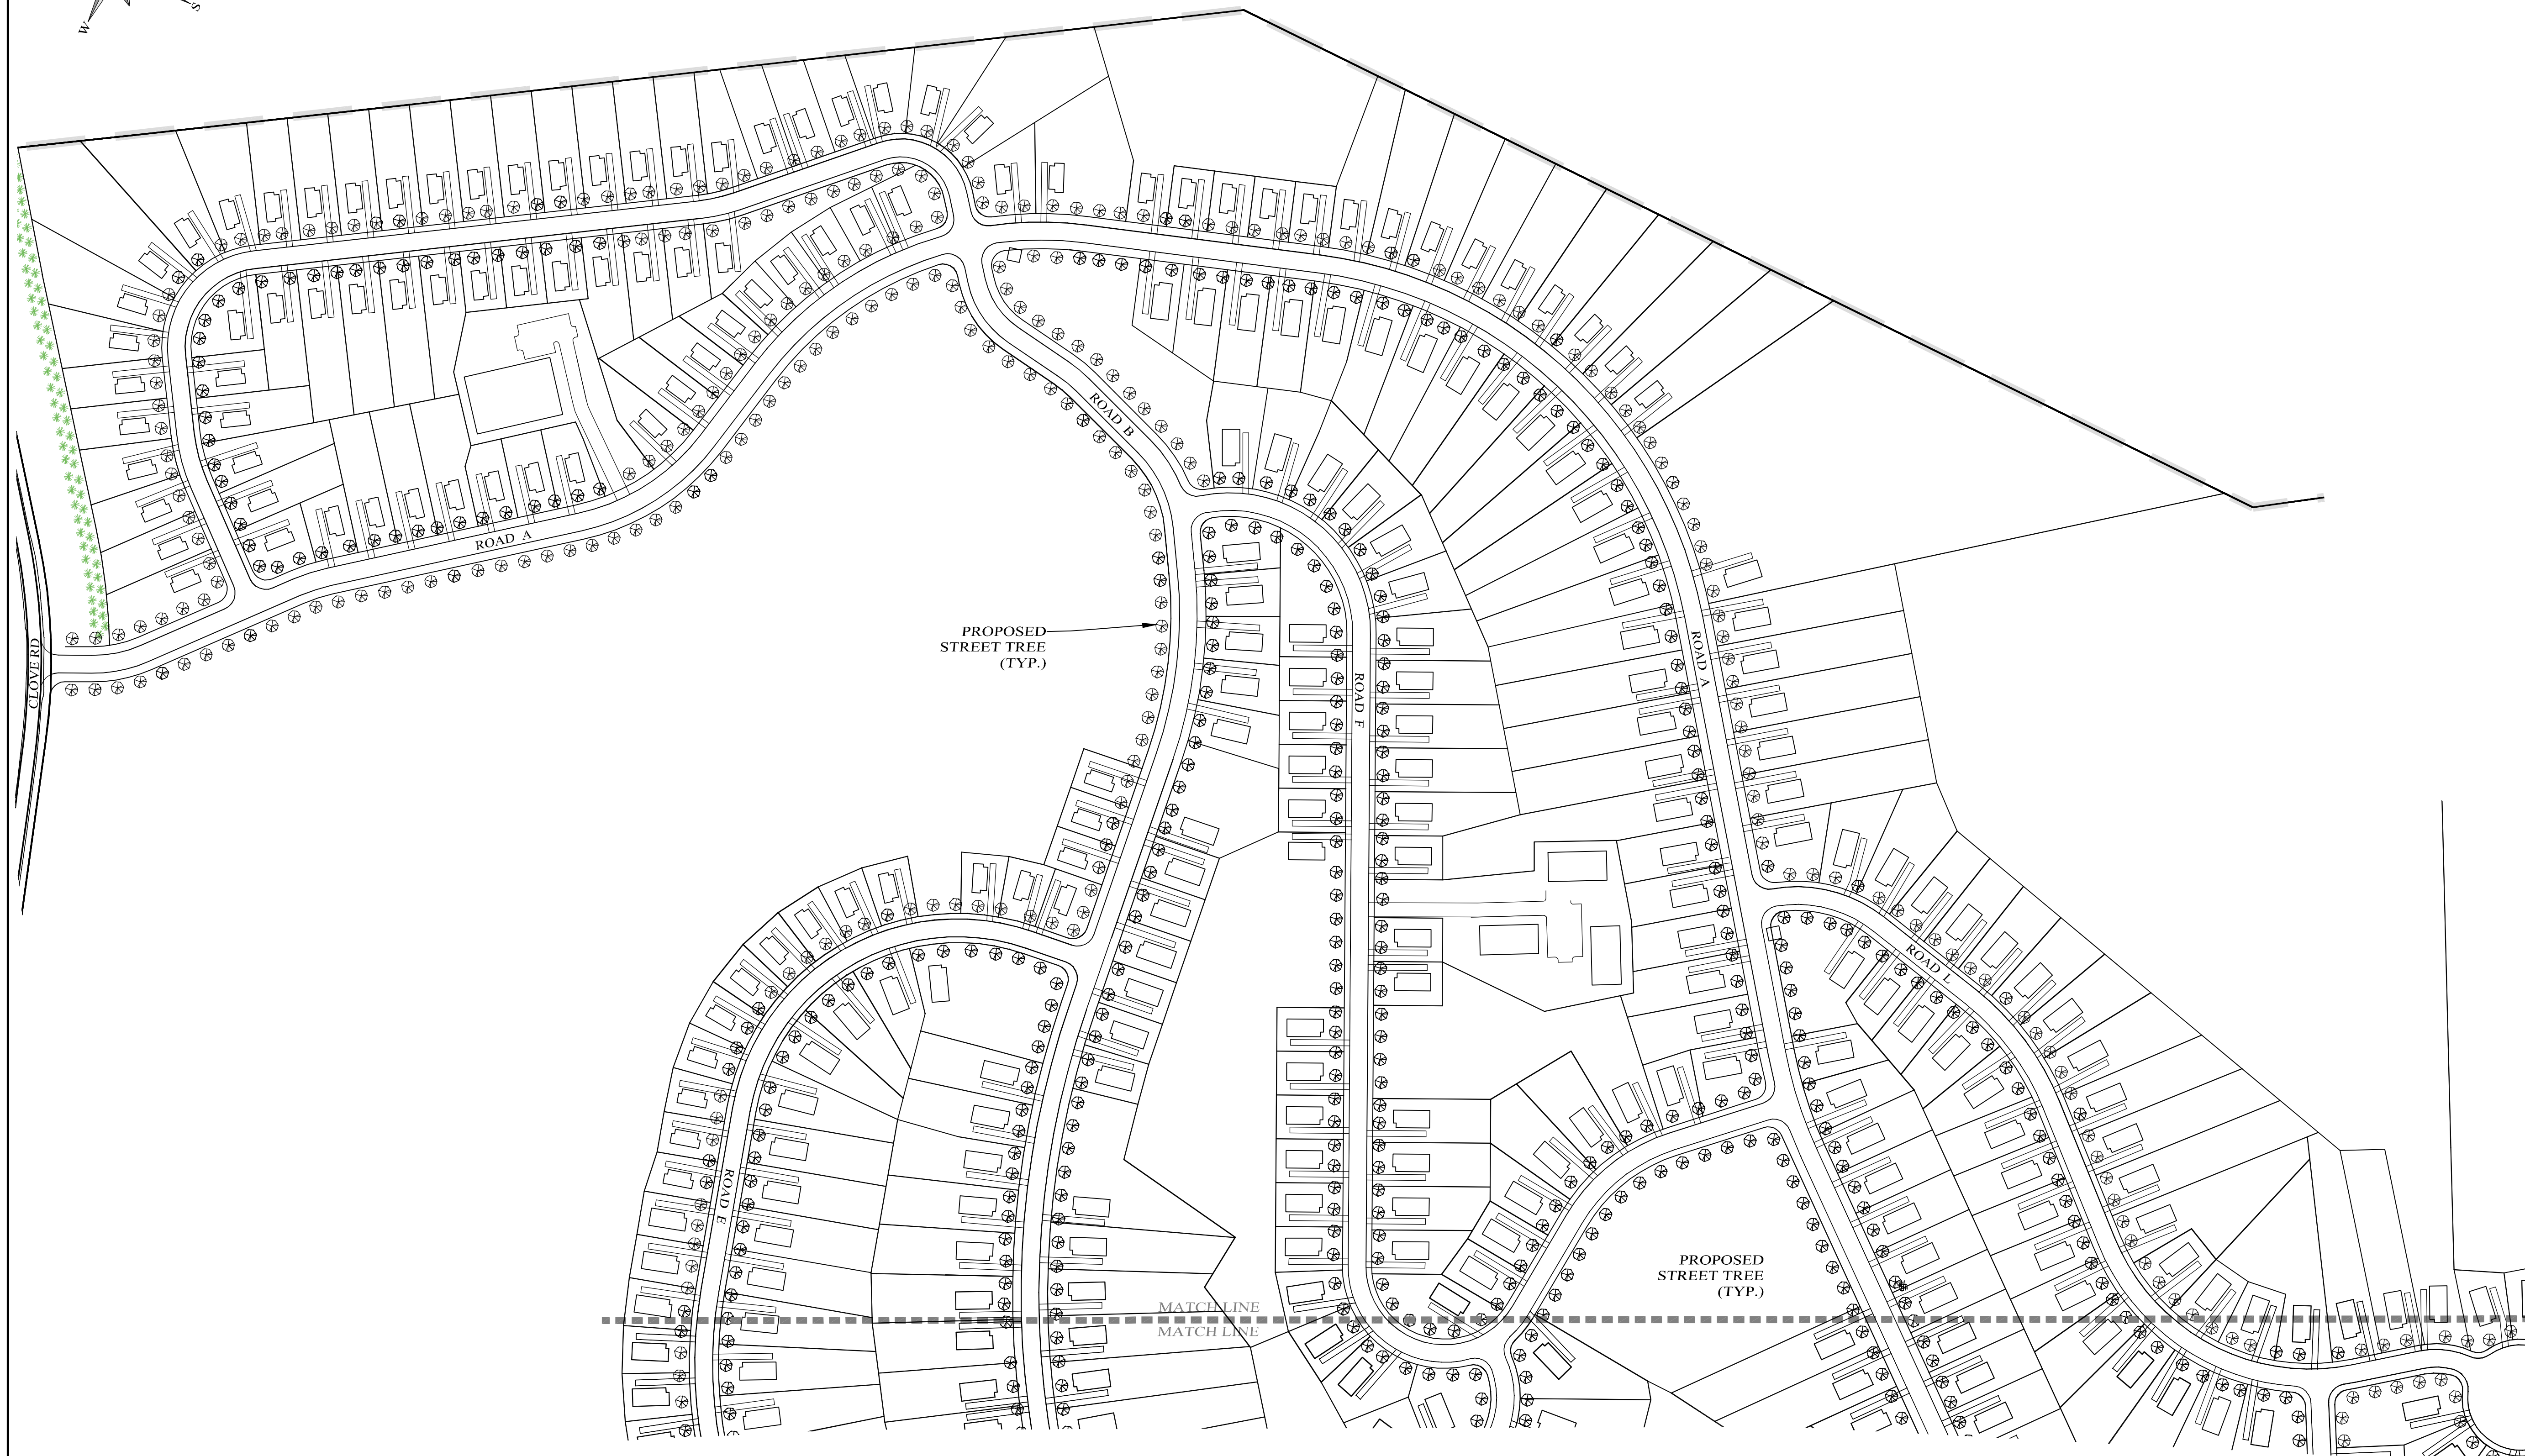 W
S
ROAD B
ROAD A
CLOVE RD
PROPOSED
STREET TREE
(TYP.)
ROAD F
ROAD A
ROAD L
ROAD E
PROPOSED
STREET TREE
(TYP.)
MATCH LINE
MATCH LINE